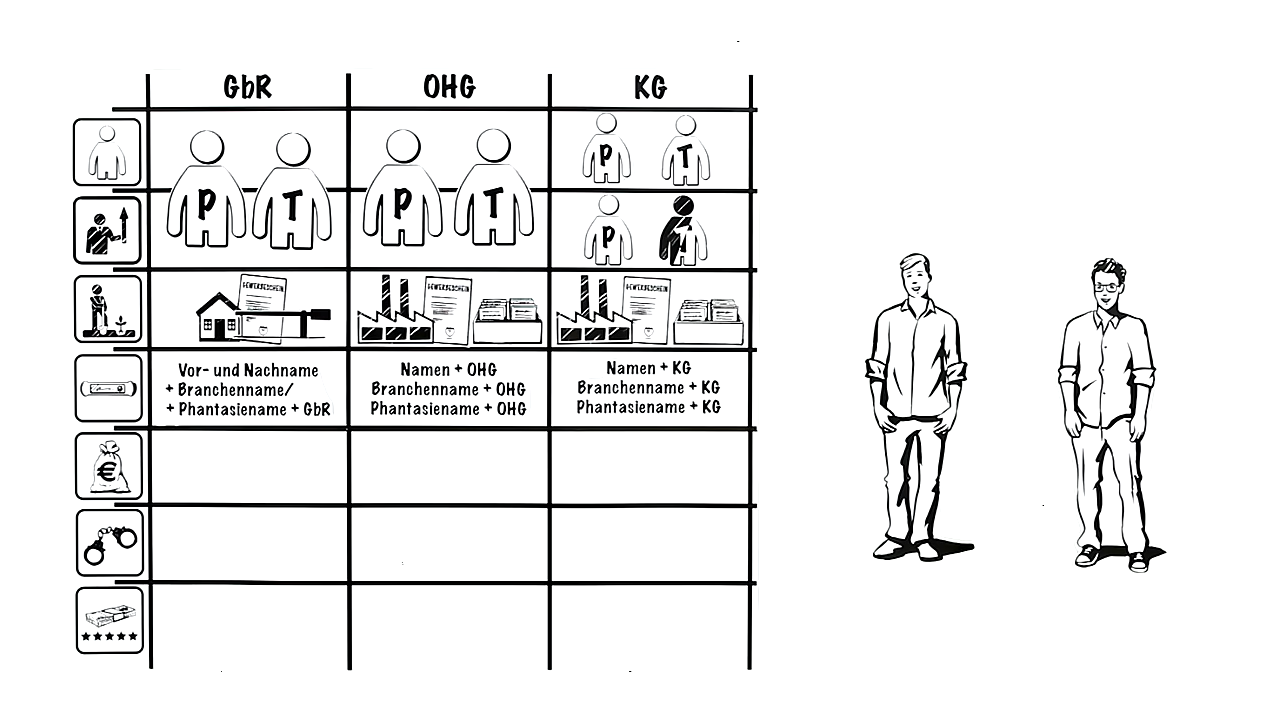 GbR
OHG
KG
P T
P T
P T
P
GEWERBESCHEIN
GEWERBESCHEIN
GEWERBESCHEIN
Vor- und Nachname
+ Branchenname/
+ Phantasiename + GbR
Namen + OHG
Branchenname + OHG
Phantasiename + OHG
Namen + KG
Branchenname + KG
Phantasiename + KG
€